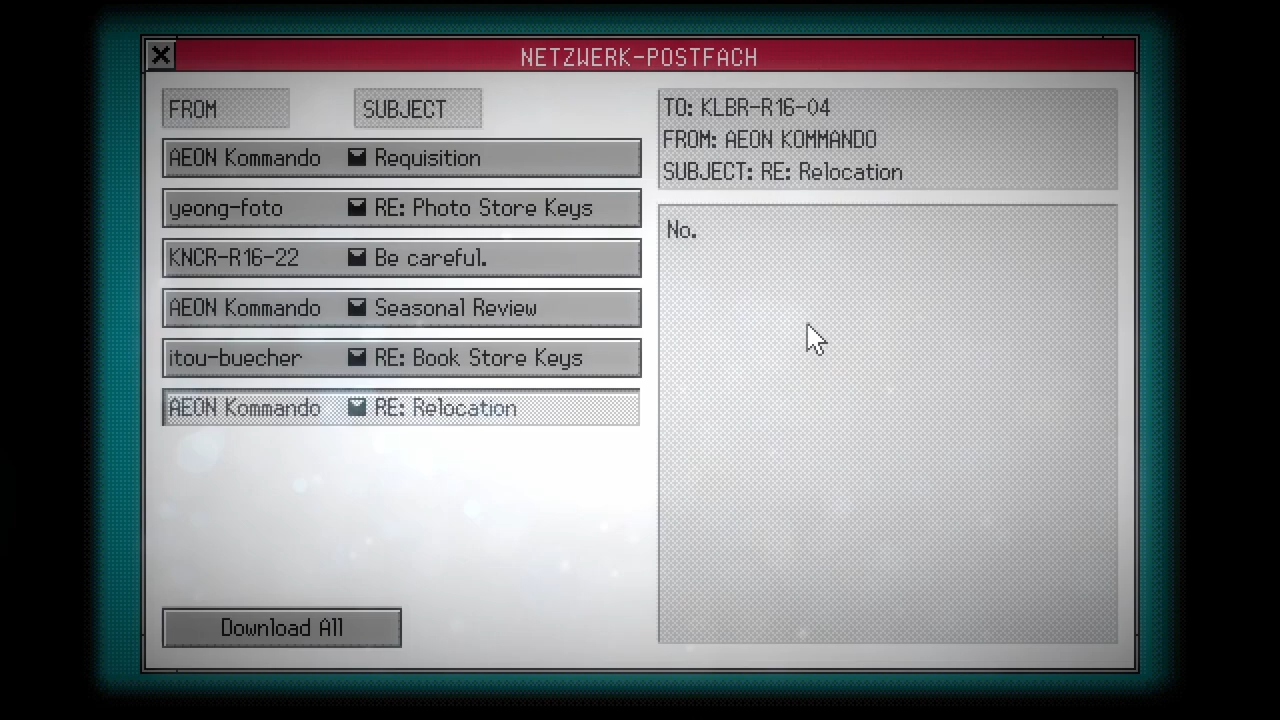 NETZWERK-POSTFACH
FROM SUBJECT
AEON Kommando Requisition
yeong-foto RE: Photo Store Keys
KNCR-R16-22 Be careful.
AEON Kommando Seasonal Review
itou-buecher RE: Book Store Keys
AEON Kommando RE: Relocation
Download All
TO: KLBR-R16-04
FROM: AEON KOMMANDO
SUBJECT: RE: Relocation
No.